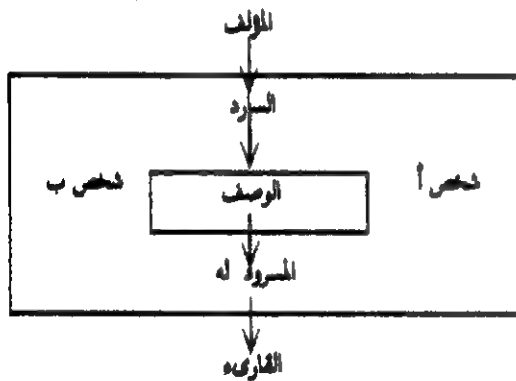 المؤلف
السارد
شخص أ
شخص ب
الوصف
المسرود له
القارىء